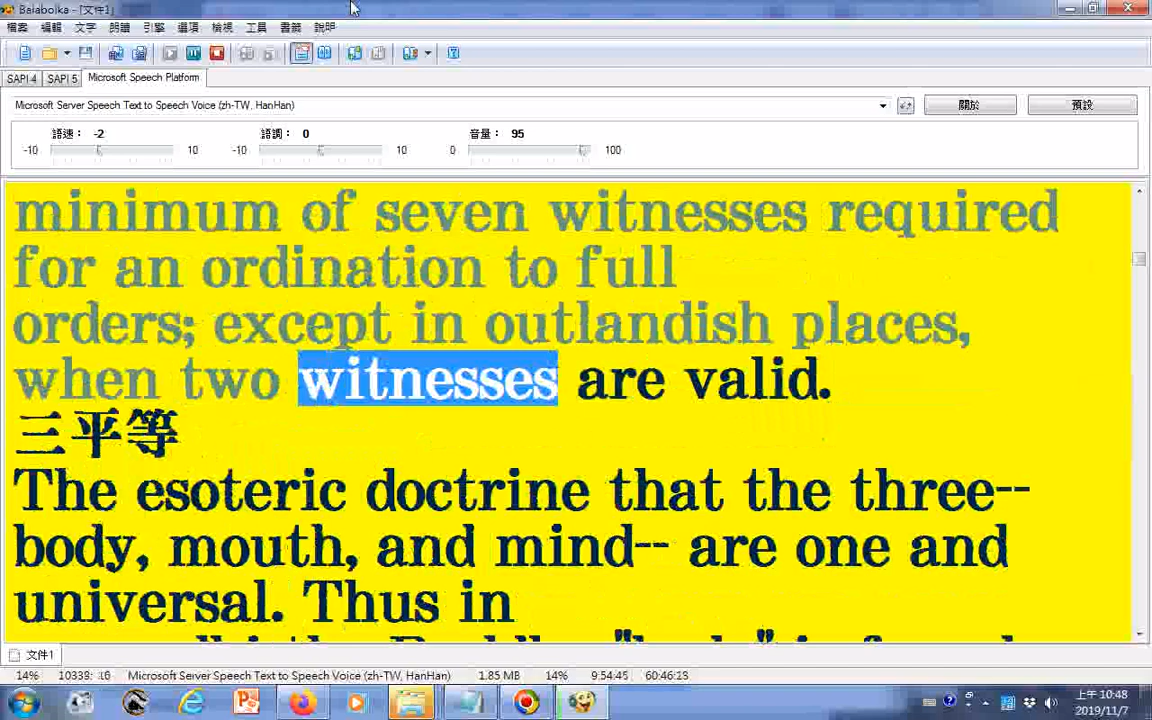 Balabolka - [文件1]
檔案 編輯 文字 朗讀 引擎 選項 檢視 工具 書籤 說明
SAPI 4 SAPI 5 Microsoft Speech Platform
Microsoft Server Speech Text to Speech Voice (zh-TW, HanHan) 關於 預設
語速： -2 語調： 0 音量： 95
-10 10 -10 10 0 100
minimum of seven witnesses required
for an ordination to full
orders; except in outlandish places,
when two witnesses are valid.
三平等
The esoteric doctrine that the three--
body, mouth, and mind-- are one and
universal. Thus in
文件1
14% 10339: 16 Microsoft Server Speech Text to Speech Voice (zh-TW, HanHan) 1.85 MB 14% 9:54:45 60:46:23
上午 10:48
2019/11/7